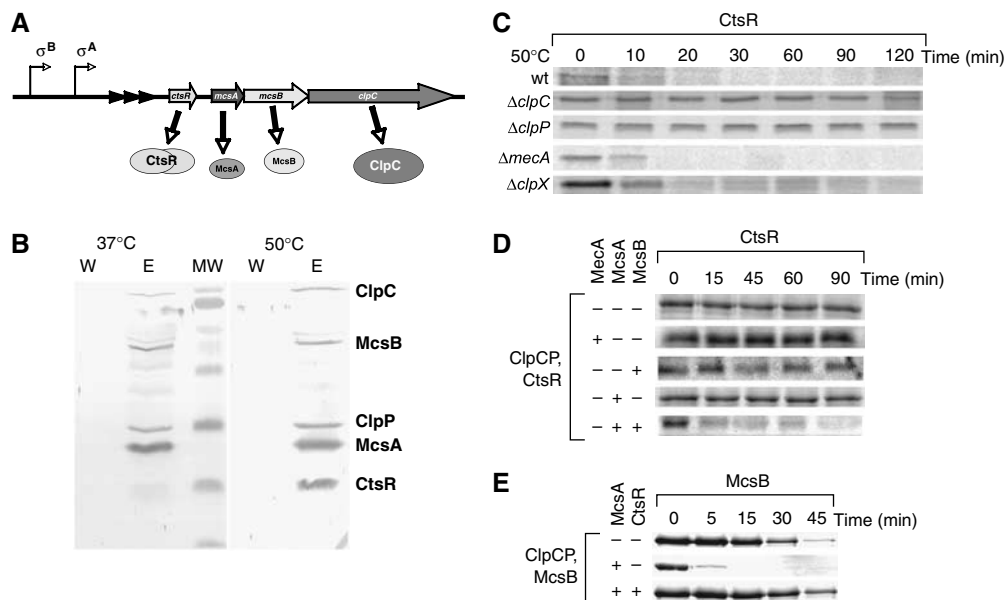 A
σB
σA
ctsR
mcsA
mcsB
clpC
CtsR
McsA
McsB
ClpC
B
37°C
50°C
W E MW W E
ClpC
McsB
ClpP
McsA
CtsR
C
CtsR
50°C 0 10 20 30 60 90 120 Time (min)
wt
ΔclpC
ΔclpP
ΔmecA
ΔclpX
D
CtsR
MecA McsA McsB 0 15 45 60 90 Time (min)
ClpCP, CtsR
– – –
+ – –
– – +
– + –
– + +
E
McsB
McsA CtsR 0 5 15 30 45 Time (min)
ClpCP, McsB
– –
+ –
+ +